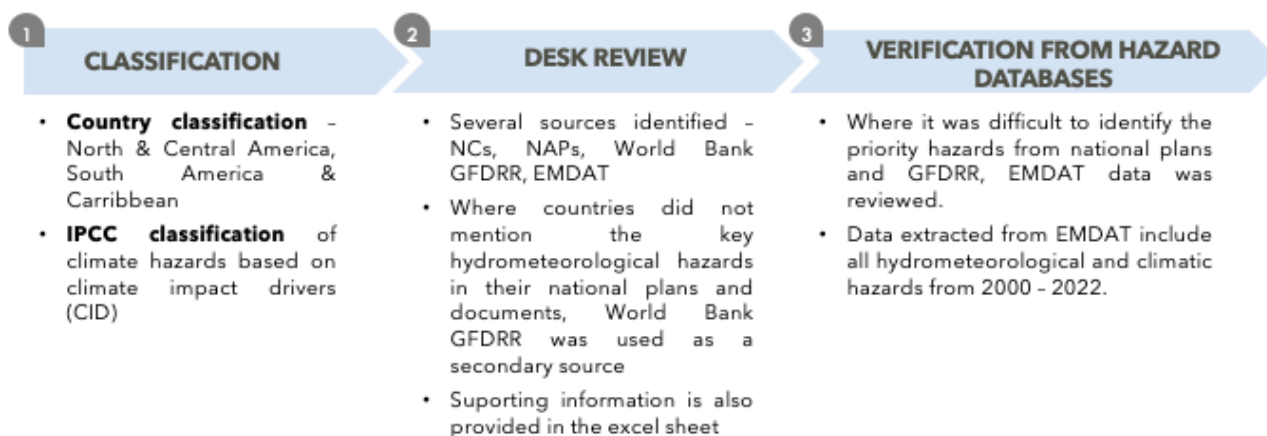 1
CLASSIFICATION
• Country classification –
North & Central America,
South America &
Carribbean
• IPCC classification of
climate hazards based on
climate impact drivers
(CID)
2
DESK REVIEW
• Several sources identified –
NCs, NAPs, World Bank
GFDRR, EMDAT
• Where countries did not
mention the key
hydrometeorological hazards
in their national plans and
documents, World Bank
GFDRR was used as a
secondary source
• Suporting information is also
provided in the excel sheet
3
VERIFICATION FROM HAZARD
DATABASES
• Where it was difficult to identify the
priority hazards from national plans
and GFDRR, EMDAT data was
reviewed.
• Data extracted from EMDAT include
all hydrometeorological and climatic
hazards from 2000 – 2022.